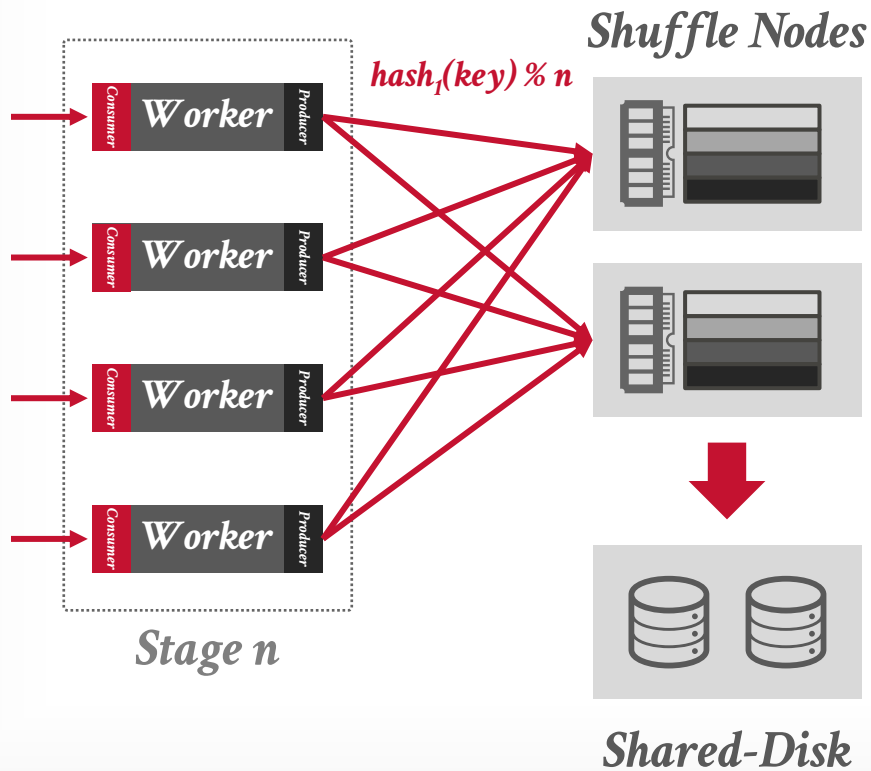 Shuffle Nodes
hash₁(key) % n
Consumer
Worker
Producer
Consumer
Worker
Producer
Consumer
Worker
Producer
Consumer
Worker
Producer
Stage n
Shared-Disk